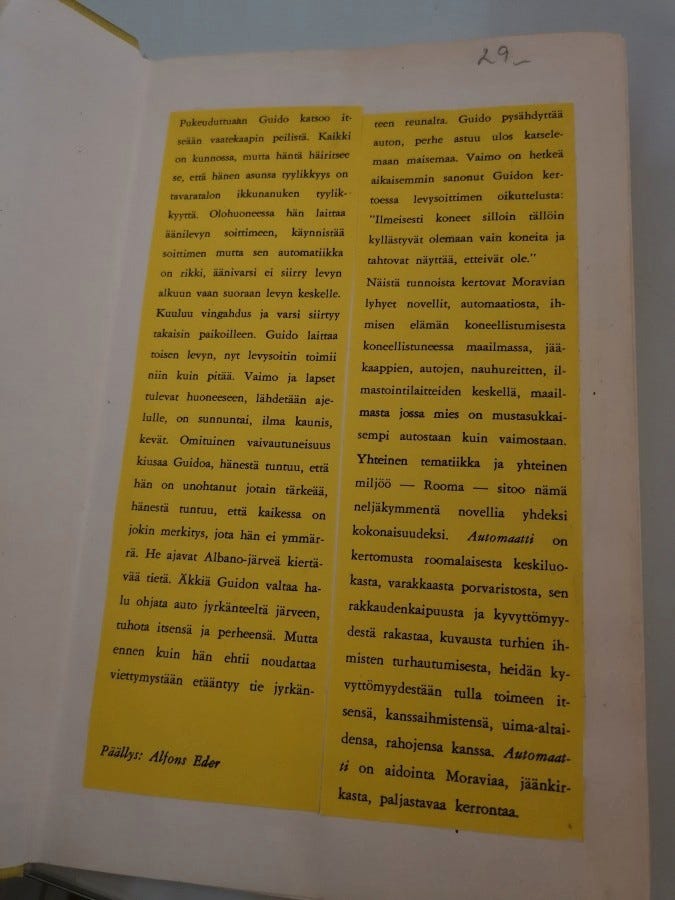 29-
Pukeuduttuaan Guido katsoo it-
seään vaatekaapin peilistä. Kaikki
on kunnossa, mutta häntä häiritsee
se, että hänen asunsa tyylikkyys on
tavaratalon ikkunanuken tyylik-
kyyttä. Olohuoneessa hän laittaa
äänilevyn soittimeen, käynnistää
soittimen mutta sen automatiikka
on rikki, äänivarsi ei siirry levyn
alkuun vaan suoraan levyn keskelle.
Kuuluu vingahdus ja varsi siirtyy
takaisin paikoilleen. Guido laittaa
toisen levyn, nyt levysoitin toimii
niin kuin pitää. Vaimo ja lapset
tulevat huoneeseen, lähdetään aje-
lulle, on sunnuntai, ilma kaunis,
kevät. Omituinen vaivautuneisuus
kiusaa Guidoa, hänestä tuntuu, että
hän on unohtanut jotain tärkeää,
hänestä tuntuu, että kaikessa on
jokin merkitys, jota hän ei ymmär-
rä. He ajavat Albano-järveä kiertä-
vää tietä. Äkkiä Guidon valtaa ha-
lu ohjata auto jyrkänteeltä järveen,
tuhota itsensä ja perheensä. Mutta
ennen kuin hän ehtii noudattaa
viettymystään etääntyy tie jyrkän-
Päällys: Alfons Eder
teen reunalta. Guido pysähdyttää
auton, perhe astuu ulos katsele-
maan maisemaa. Vaimo on hetkeä
aikaisemmin sanonut Guidon ker-
toessa levysoittimen oikuttelusta:
"Ilmeisesti koneet silloin tällöin
kyllästyvät olemaan vain koneita ja
tahtovat näyttää, etteivät ole."
Näistä tunnoista kertovat Moravian
lyhyet novellit, automaatiosta, ih-
misen elämän koneellistumisesta
koneellistuneessa maailmassa, jää-
kaappien, autojen, nauhureitten, il-
mastointilaitteiden keskellä, maail-
masta jossa mies on mustasukkai-
sempi autostaan kuin vaimostaan.
Yhteinen tematiikka ja yhteinen
miljöö — Rooma — sitoo nämä
neljäkymmentä novellia yhdeksi
kokonaisuudeksi. Automaatti on
kertomusta roomalaisesta keskiluo-
kasta, varakkaasta porvaristosta, sen
rakkaudenkaipuusta ja kyvyttömyy-
destä rakastaa, kuvausta turhien ih-
misten turhautumisesta, heidän ky-
vyttömyydestään tulla toimeen it-
sensä, kanssaihmistensä, uima-altai-
densa, rahojensa kanssa. Automaat-
ti on aidointa Moraviaa, jäänkir-
kasta, paljastavaa kerrontaa.